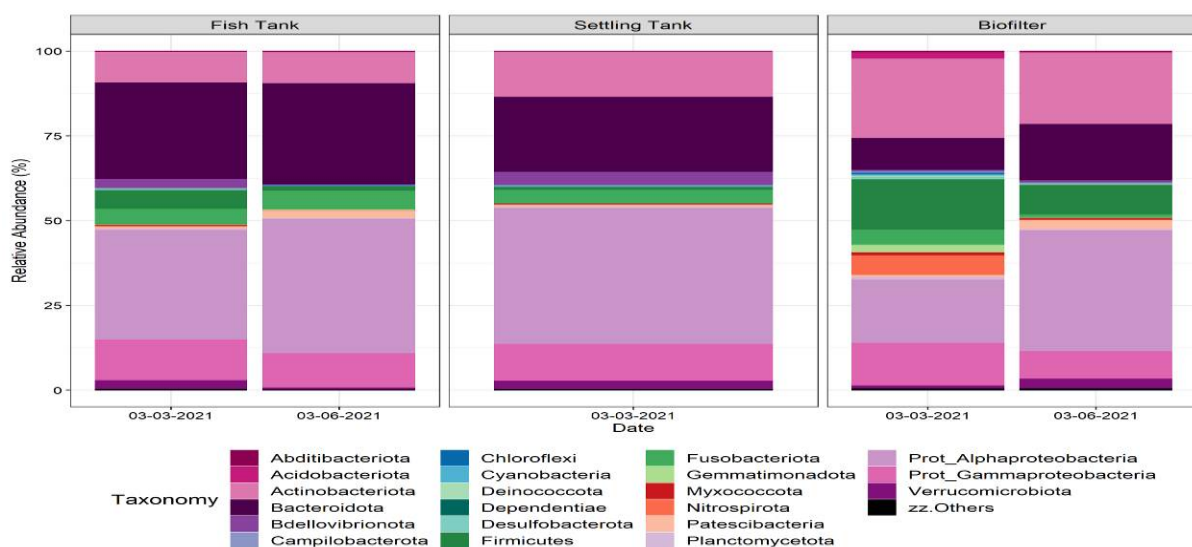 Fish Tank Settling Tank Biofilter
Relative Abundance (%)
100
75
50
25
0
03-03-2021 03-06-2021 03-03-2021 03-03-2021 03-06-2021
Date
Taxonomy
Abditibacteriota
Acidobacteriota
Actinobacteriota
Bacteroidota
Bdellovibrionota
Campilobacterota
Chloroflexi
Cyanobacteria
Deinococcota
Dependentiae
Desulfobacterota
Firmicutes
Fusobacteriota
Gemmatimonadota
Myxococcota
Nitrospirota
Patescibacteria
Planctomycetota
Prot_Alphaproteobacteria
Prot_Gammaproteobacteria
Verrucomicrobiota
zz.Others